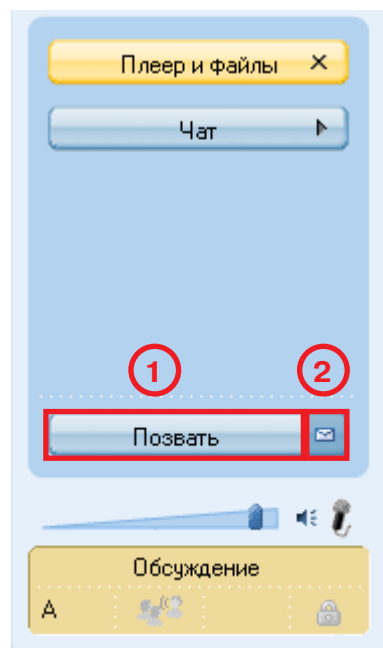 Плеер и файлы
Чат
1
2
Позвать
Обсуждение
А